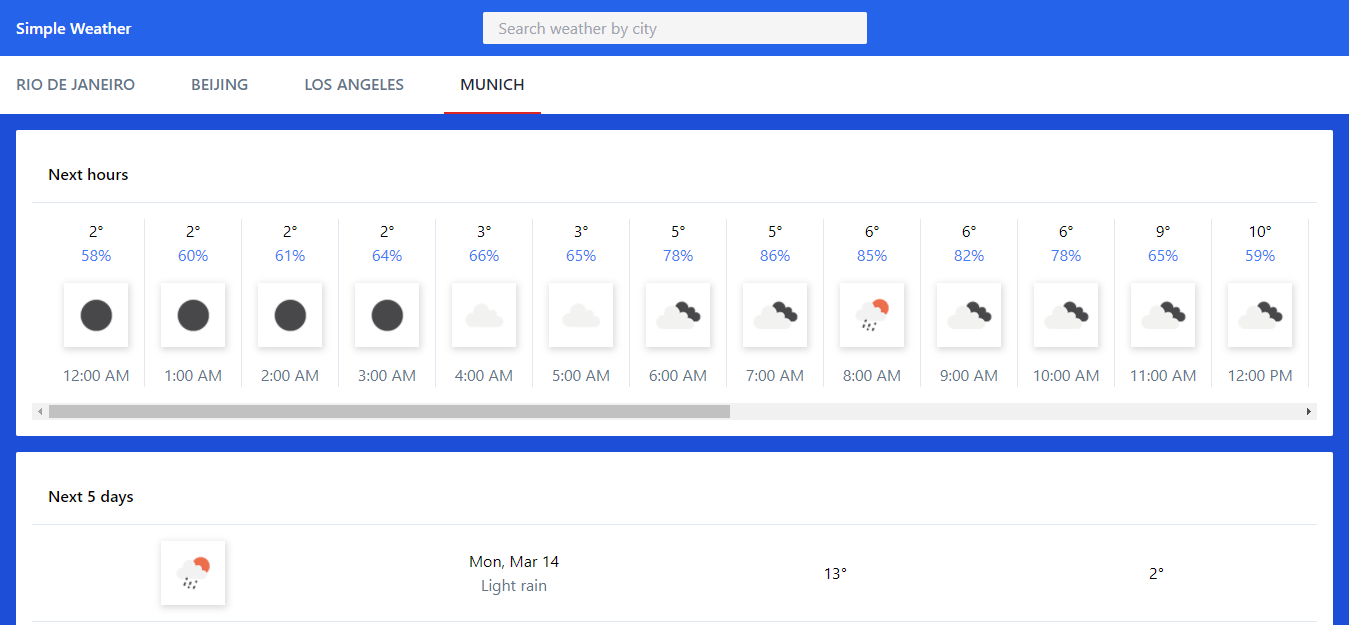 Simple Weather
Search weather by city
RIO DE JANEIRO BEIJING LOS ANGELES MUNICH
Next hours
2° 2° 2° 2° 3° 3° 5° 5° 6° 6° 6° 9° 10°
58% 60% 61% 64% 66% 65% 78% 86% 85% 82% 78% 65% 59%
12:00 AM 1:00 AM 2:00 AM 3:00 AM 4:00 AM 5:00 AM 6:00 AM 7:00 AM 8:00 AM 9:00 AM 10:00 AM 11:00 AM 12:00 PM
Next 5 days
Mon, Mar 14
Light rain
13° 2°